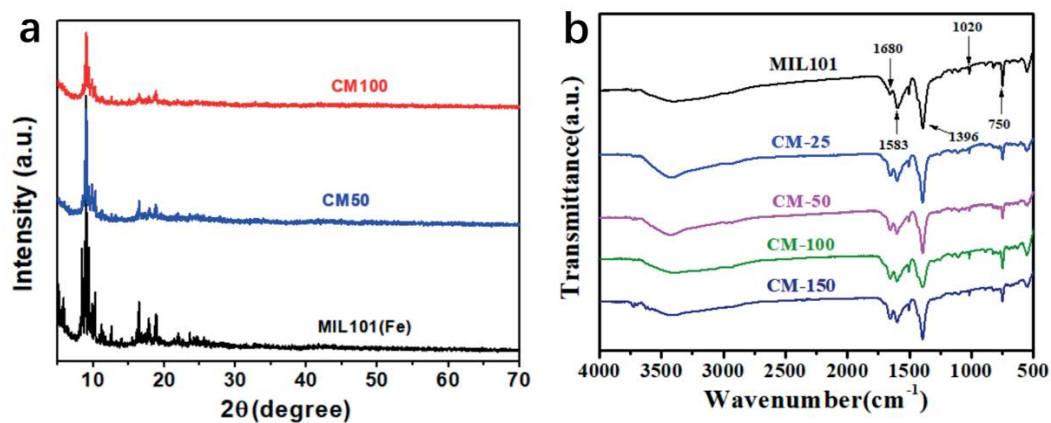 a
CM100
CM50
MIL101(Fe)
Intensity (a.u.)
10 20 30 40 50 60 70
2θ(degree)
b
1020
1680
MIL101
1583
1396
750
CM-25
CM-50
CM-100
CM-150
Transmittance(a.u.)
4000 3500 3000 2500 2000 1500 1000 500
Wavenumber(cm⁻¹)